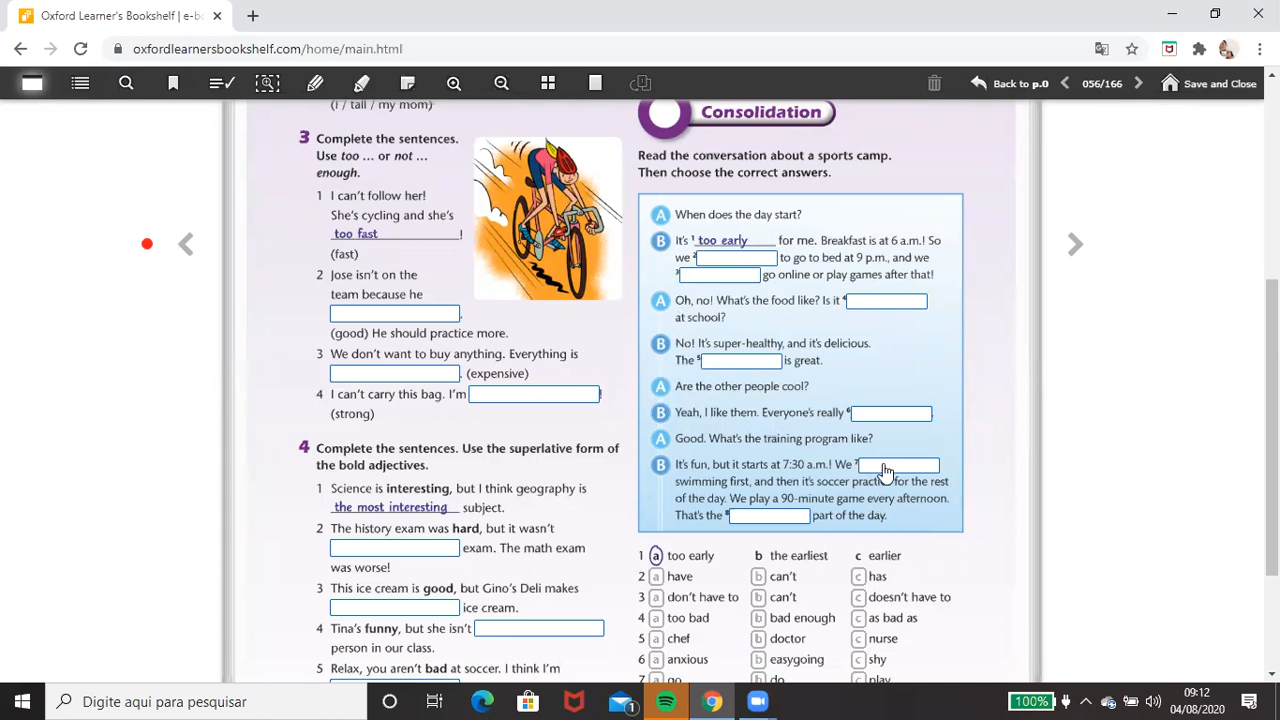 Oxford Learner's Bookshelf | e-bo
oxfordlearnersbookshelf.com/home/main.html
Back to p.0
056/166
Save and Close
(I / tall / my mom)
3 Complete the sentences.
Use too ... or not ...
enough.
1 I can't follow her!
She's cycling and she's
too fast !
(fast)
2 Jose isn't on the
team because he
.
(good) He should practice more.
3 We don't want to buy anything. Everything is
. (expensive)
4 I can't carry this bag. I'm !
(strong)
4 Complete the sentences. Use the superlative form of
the bold adjectives.
1 Science is interesting, but I think geography is
the most interesting subject.
2 The history exam was hard, but it wasn't
exam. The math exam
was worse!
3 This ice cream is good, but Gino's Deli makes
ice cream.
4 Tina's funny, but she isn't
person in our class.
5 Relax, you aren't bad at soccer. I think I'm
Consolidation
Read the conversation about a sports camp.
Then choose the correct answers.
A When does the day start?
B It's 1 too early for me. Breakfast is at 6 a.m.! So
we 2 to go to bed at 9 p.m., and we
3 go online or play games after that!
A Oh, no! What's the food like? Is it 4
at school?
B No! It's super-healthy, and it's delicious.
The 5 is great.
A Are the other people cool?
B Yeah, I like them. Everyone's really 6 .
A Good. What's the training program like?
B It's fun, but it starts at 7:30 a.m.! We 7
swimming first, and then it's soccer practice for the rest
of the day. We play a 90-minute game every afternoon.
That's the 8 part of the day.
1 a too early b the earliest c earlier
2 a have b can't c has
3 a don't have to b can't c doesn't have to
4 a too bad b bad enough c as bad as
5 a chef b doctor c nurse
6 a anxious b easygoing c shy
7 a go b do c play
Digite aqui para pesquisar
1
100%
09:12
04/08/2020